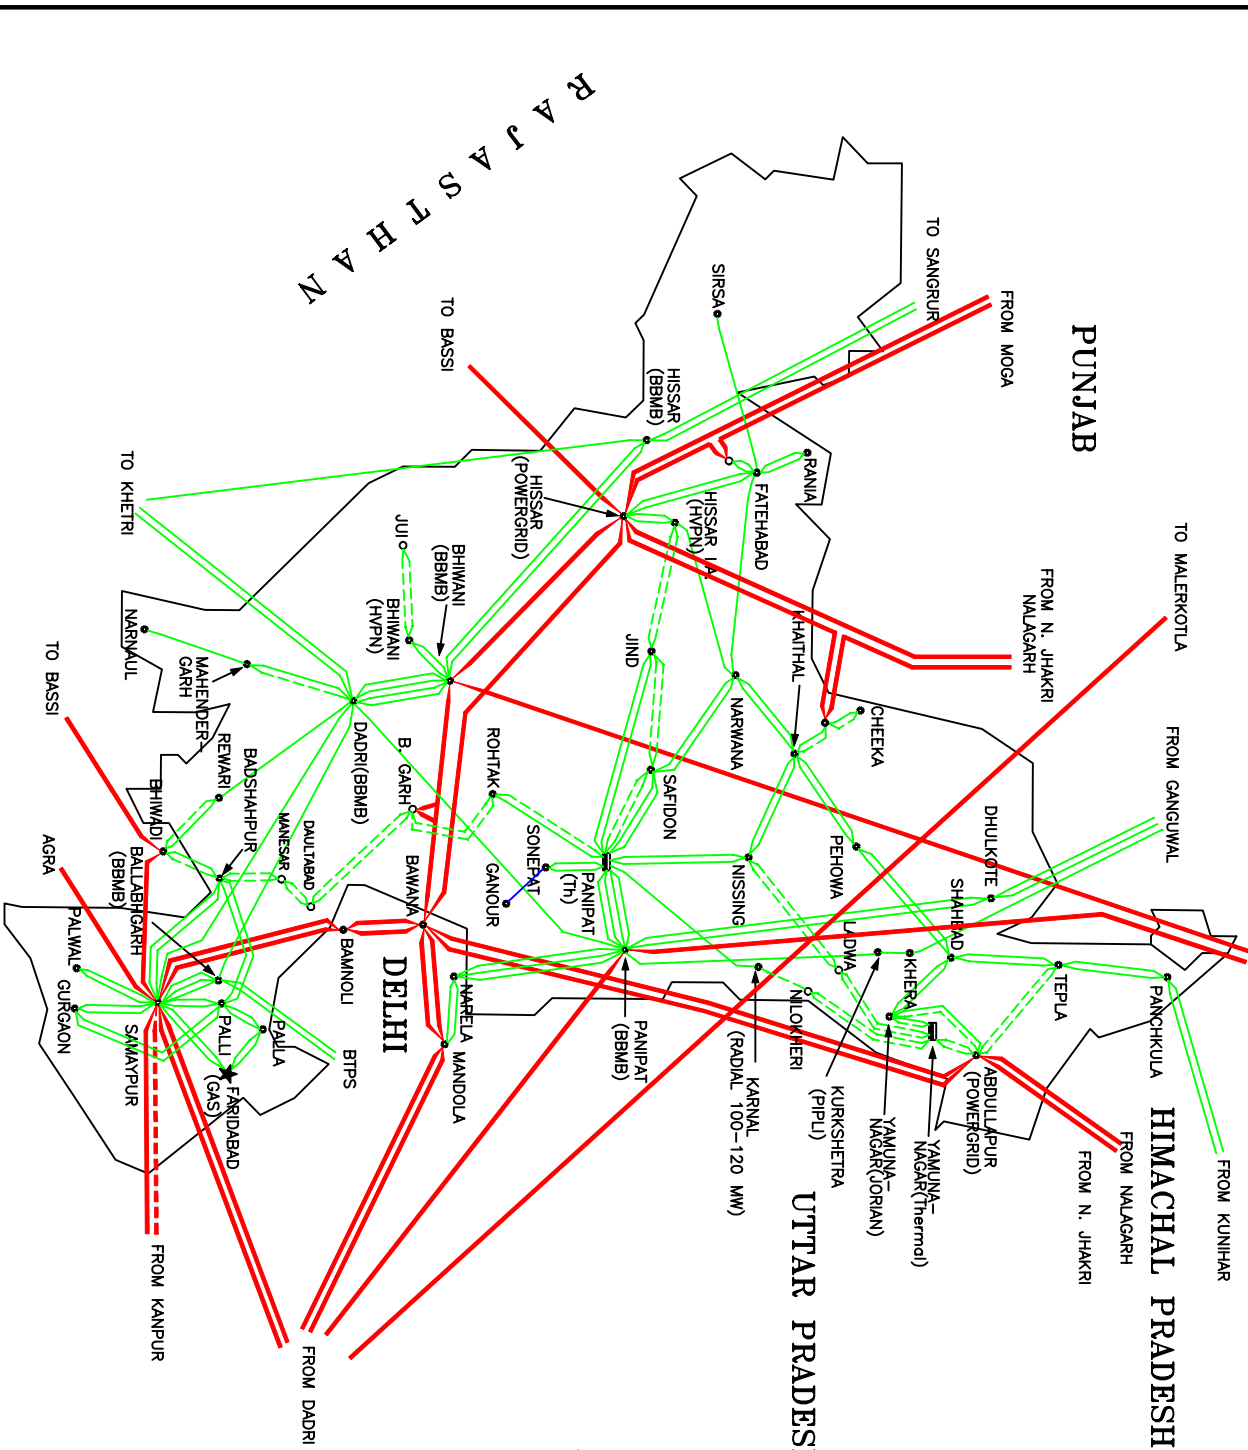 RAJASTHAN
PUNJAB
HIMACHAL PRADESH
UTTAR PRADES
DELHI
TO SANGRUR
FROM MOGA
SIRSA
TO BASSI
HISSAR
(BBMB)
RANIA
FATEHABAD
HISSAR I.A.
(HVPN)
HISSAR
(POWERGRID)
TO KHETRI
JUI
BHIWANI
(BBMB)
BHIWANI
(HVPN)
TO MALERKOTLA
FROM N. JHAKRI
NALAGARH
KHAITHAL
JIND
NARWANA
CHEEKA
NARNAUL
MAHENDER-
GARH
TO BASSI
REWARI
BADSHAHPUR
DADRI(BBMB)
B. GARH
ROHTAK
SAFIDON
FROM GANGUWAL
DHULKOTE
PEHOWA
SHAHBAD
NISSING
LADWA
KHERA
PANIPAT
(Th)
SONEPAT
GANOUR
BAWANA
MANESAR
DAULTABAD
BHIWADI
AGRA
BALLABHGARH
(BBMB)
PALWAL
GURGAON
SAMAYPUR
PALLI
PALLA
BTPS
FARIDABAD
(GAS)
BAMNOLI
NARELA
MANDOLA
PANIPAT
(BBMB)
KARNAL
(RADIAL 100-120 MW)
NILOKHERI
KURKSHETRA
(PIPLI)
YAMUNA-
NAGAR(JORIAN)
YAMUNA-
NAGAR(Thermal)
ABDULLAPUR
(POWERGRID)
TEPLA
PANCHKULA
FROM NALAGARH
FROM N. JHAKRI
FROM KUNIHAR
FROM KANPUR
FROM DADRI